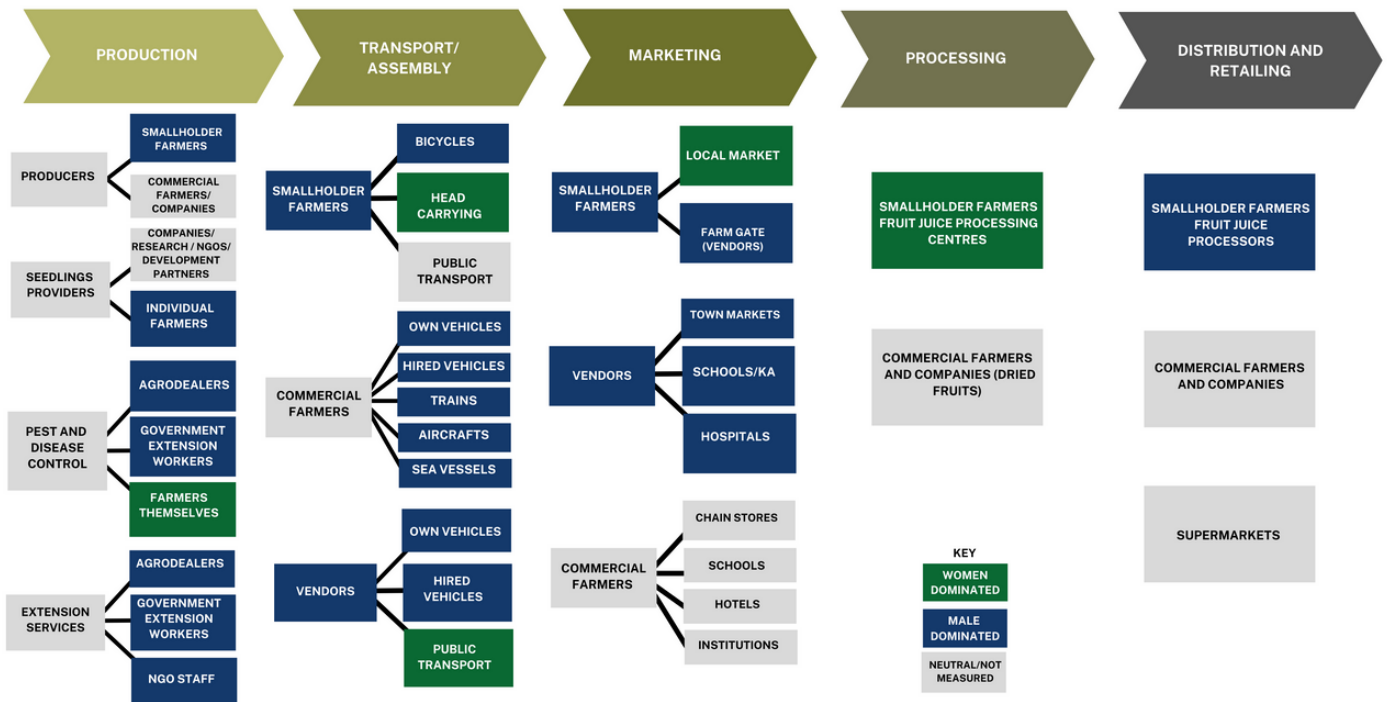 PRODUCTION
TRANSPORT/
ASSEMBLY
MARKETING
PROCESSING
DISTRIBUTION AND
RETAILING
PRODUCERS
SMALLHOLDER
FARMERS
COMMERCIAL
FARMERS/
COMPANIES
SEEDLINGS
PROVIDERS
COMPANIES/
RESEARCH / NGOS/
DEVELOPMENT
PARTNERS
INDIVIDUAL
FARMERS
PEST AND
DISEASE
CONTROL
AGRODEALERS
GOVERNMENT
EXTENSION
WORKERS
FARMERS
THEMSELVES
EXTENSION
SERVICES
AGRODEALERS
GOVERNMENT
EXTENSION
WORKERS
NGO STAFF
SMALLHOLDER
FARMERS
BICYCLES
HEAD
CARRYING
PUBLIC
TRANSPORT
COMMERCIAL
FARMERS
OWN VEHICLES
HIRED VEHICLES
TRAINS
AIRCRAFTS
SEA VESSELS
VENDORS
OWN VEHICLES
HIRED
VEHICLES
PUBLIC
TRANSPORT
SMALLHOLDER
FARMERS
LOCAL MARKET
FARM GATE
(VENDORS)
VENDORS
TOWN MARKETS
SCHOOLS/KA
HOSPITALS
COMMERCIAL
FARMERS
CHAIN STORES
SCHOOLS
HOTELS
INSTITUTIONS
SMALLHOLDER FARMERS
FRUIT JUICE PROCESSING
CENTRES
COMMERCIAL FARMERS
AND COMPANIES (DRIED
FRUITS)
SMALLHOLDER FARMERS
FRUIT JUICE
PROCESSORS
COMMERCIAL FARMERS
AND COMPANIES
SUPERMARKETS
KEY
WOMEN
DOMINATED
MALE
DOMINATED
NEUTRAL/NOT
MEASURED